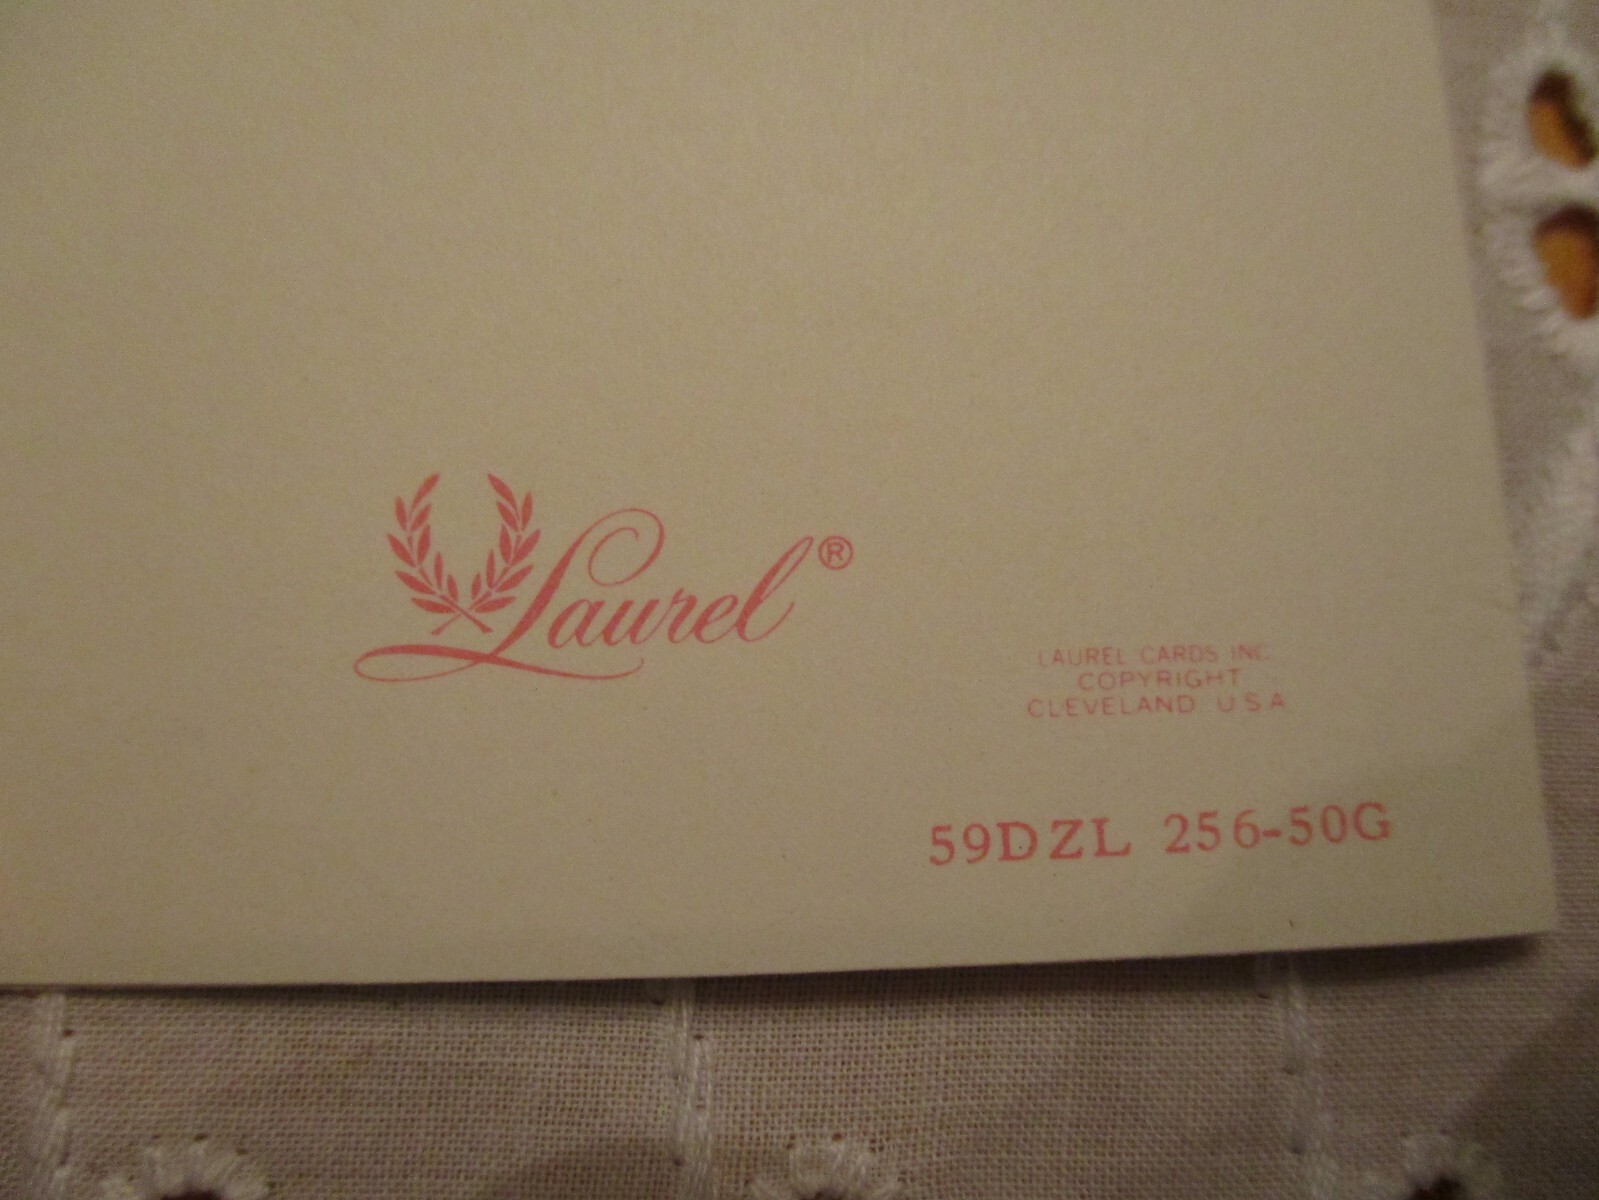 Laurel®
LAUREL CARDS INC.
COPYRIGHT
CLEVELAND U S A
59DZL 256-50G